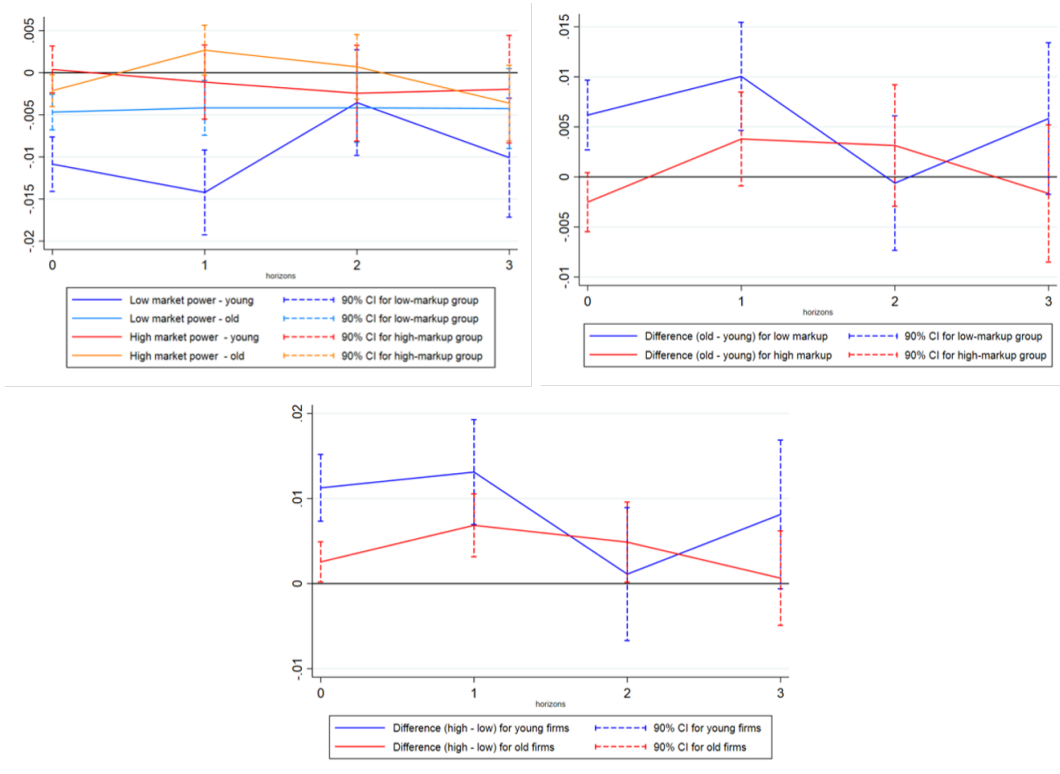 .005
0
-.005
-.01
-.015
-.02
0 1 2 3
horizons
Low market power - young 90% CI for low-markup group
Low market power - old 90% CI for low-markup group
High market power - young 90% CI for high-markup group
High market power - old 90% CI for high-markup group
.015
.01
.005
0
-.005
-.01
0 1 2 3
horizons
Difference (old - young) for low markup 90% CI for low-markup group
Difference (old - young) for high markup 90% CI for high-markup group
.02
.01
0
-.01
0 1 2 3
horizons
Difference (high - low) for young firms 90% CI for young firms
Difference (high - low) for old firms 90% CI for old firms